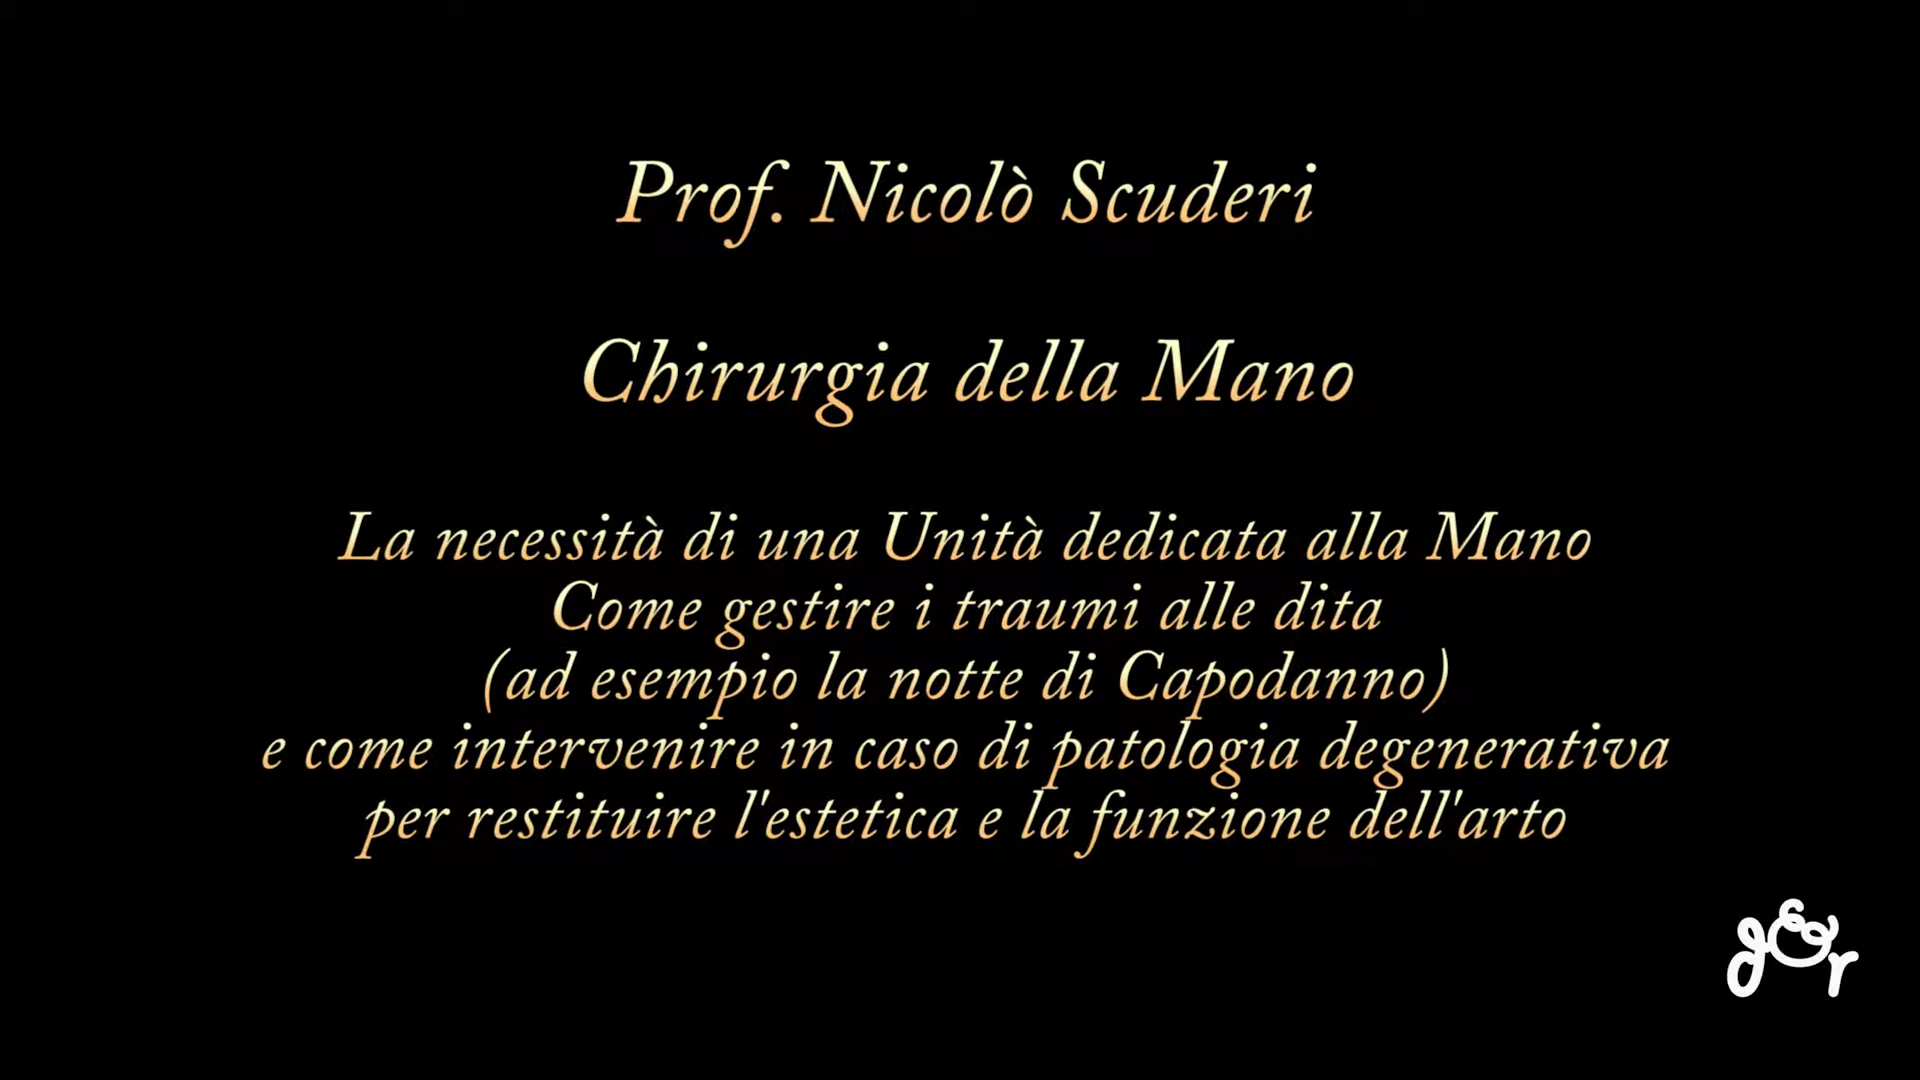 Prof. Nicolò Scuderi
Chirurgia della Mano
La necessità di una Unità dedicata alla Mano
Come gestire i traumi alle dita
(ad esempio la notte di Capodanno)
e come intervenire in caso di patologia degenerativa
per restituire l'estetica e la funzione dell'arto
g&r